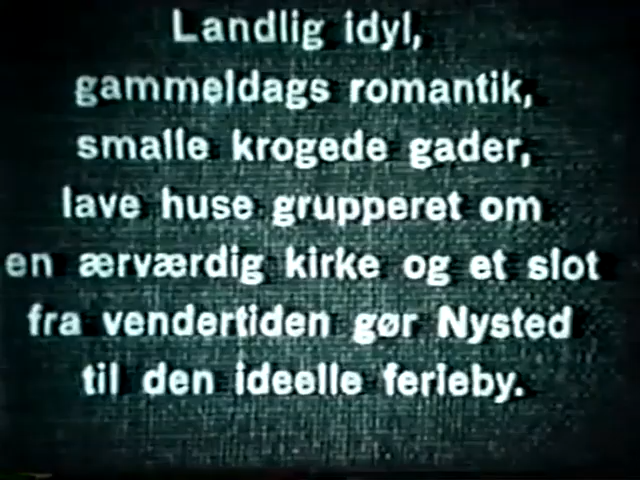 Landlig idyl,
gammeldags romantik,
smalle krogede gader,
lave huse grupperet om
en ærværdig kirke og et slot
fra vendertiden gør Nysted
til den ideelle ferieby.